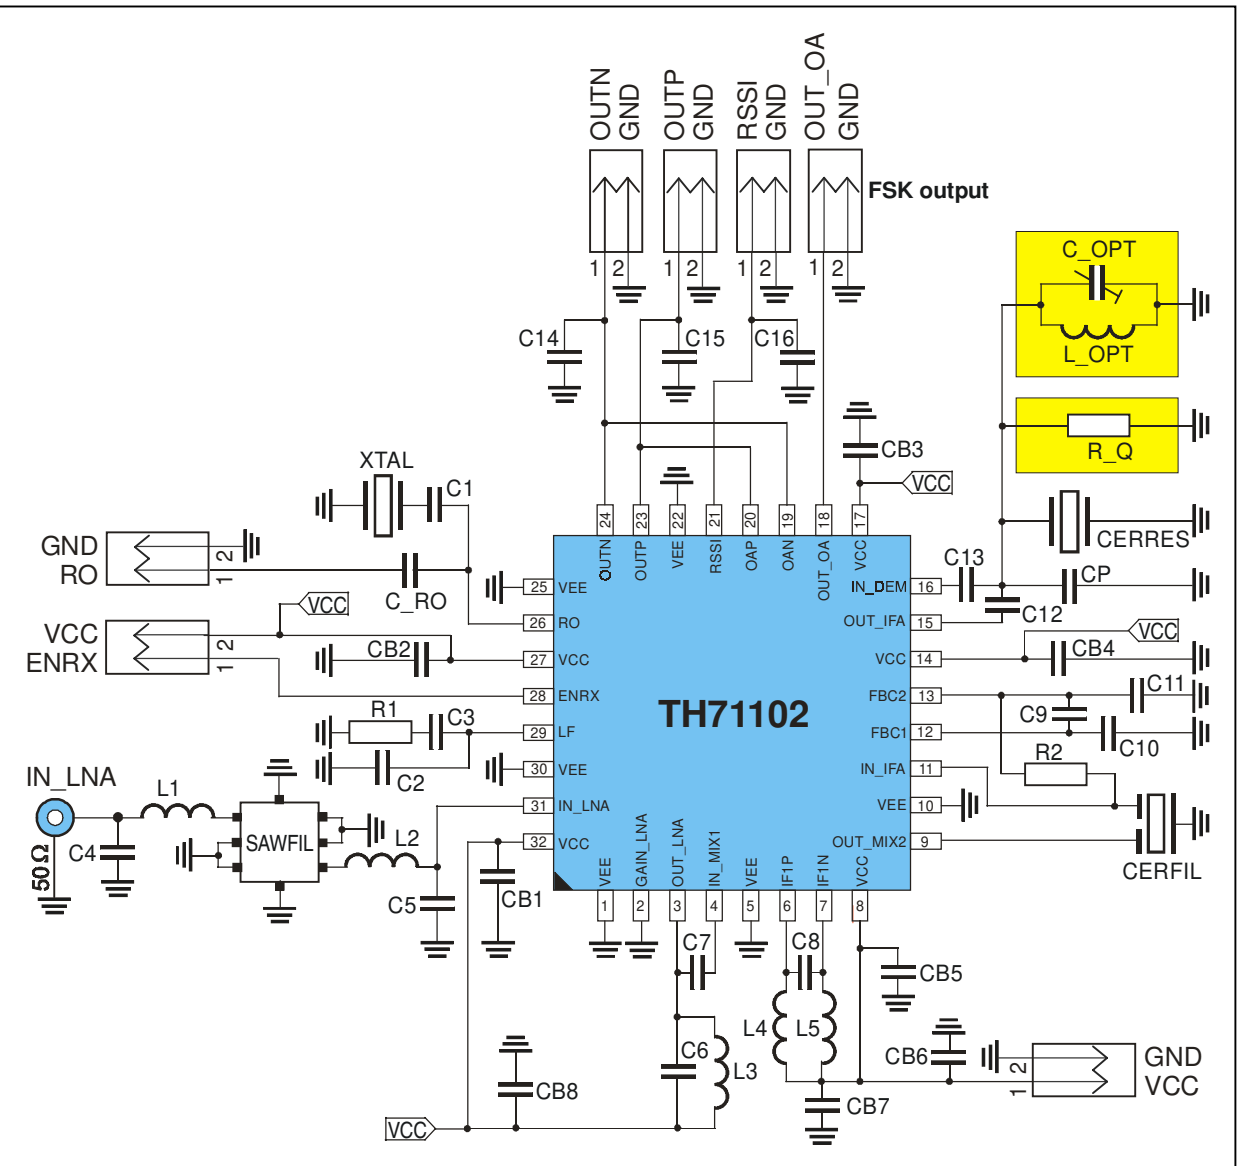 OUTN
GND
OUTP
GND
RSSI
GND
OUT_OA
GND
FSK output
1 2
1 2
1 2
1 2
C_OPT
L_OPT
R_Q
C14
C15
C16
CB3
VCC
XTAL
C1
GND
RO
2
1
C_RO
VCC
VCC
ENRX
2
1
CB2
R1
C3
C2
IN_LNA
L1
50Ω
C4
SAWFIL
L2
C5
CB1
24
23
22
21
20
19
18
17
OUTN
OUTP
VEE
RSSI
OAP
OAN
OUT_OA
VCC
25 VEE
26 RO
27 VCC
28 ENRX
29 LF
30 VEE
31 IN_LNA
32 VCC
TH71102
IN_DEM 16
OUT_IFA 15
VCC 14
FBC2 13
FBC1 12
IN_IFA 11
VEE 10
OUT_MIX2 9
VEE
GAIN_LNA
OUT_LNA
IN_MIX1
VEE
IF1P
IF1N
VCC
1
2
3
4
5
6
7
8
C13
CERRES
CP
C12
VCC
CB4
C11
C9
C10
R2
CERFIL
C7
C8
CB5
L4
L5
C6
L3
CB8
VCC
CB6
CB7
2
1
GND
VCC